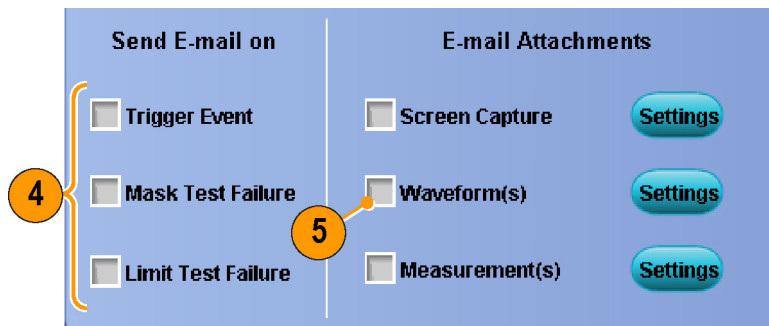 Send E-mail on
E-mail Attachments
Trigger Event
Screen Capture
Settings
4
Mask Test Failure
Waveform(s)
Settings
5
Limit Test Failure
Measurement(s)
Settings